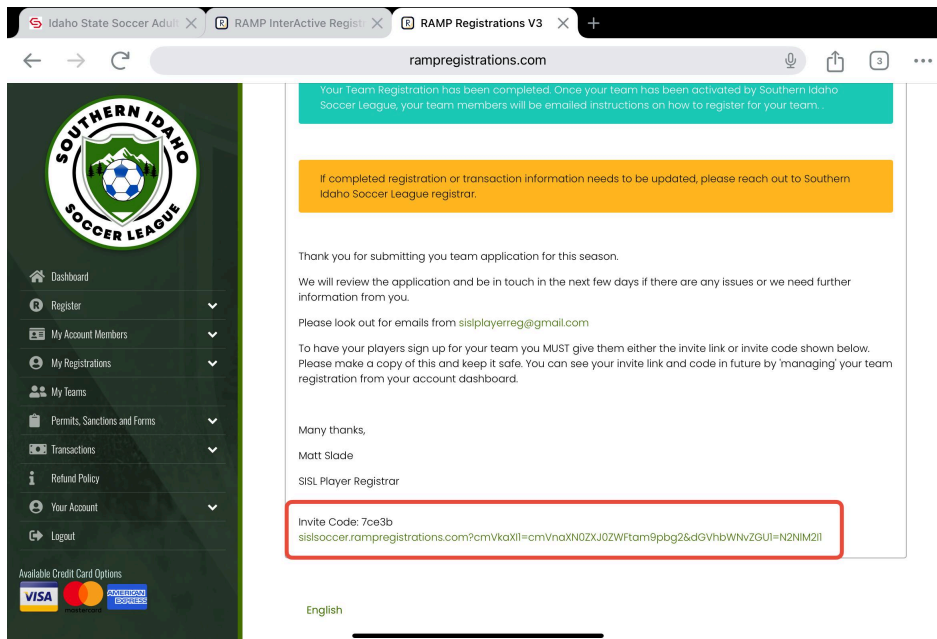 Idaho State Soccer Adult
RAMP InterActive Registr
RAMP Registrations V3
rampregistrations.com
3
SOUTHERN IDAHO
SOCCER LEAGUE
Dashboard
Register
My Account Members
My Registrations
My Teams
Permits, Sanctions and Forms
Transactions
Refund Policy
Your Account
Logout
Available Credit Card Options
VISA
mastercard
AMERICAN
EXPRESS
Your Team Registration has been completed. Once your team has been activated by Southern Idaho
Soccer League, your team members will be emailed instructions on how to register for your team. .
If completed registration or transaction information needs to be updated, please reach out to Southern
Idaho Soccer League registrar.
Thank you for submitting you team application for this season.
We will review the application and be in touch in the next few days if there are any issues or we need further
information from you.
Please look out for emails from sislplayerreg@gmail.com
To have your players sign up for your team you MUST give them either the invite link or invite code shown below.
Please make a copy of this and keep it safe. You can see your invite link and code in future by 'managing' your team
registration from your account dashboard.
Many thanks,
Matt Slade
SISL Player Registrar
Invite Code: 7ce3b
sislsoccer.rampregistrations.com?cmVkaXI1=cmVnaXN0ZXJ0ZWFtam9pbg2&dGVhbWNvZGU1=N2NlM2I1
English